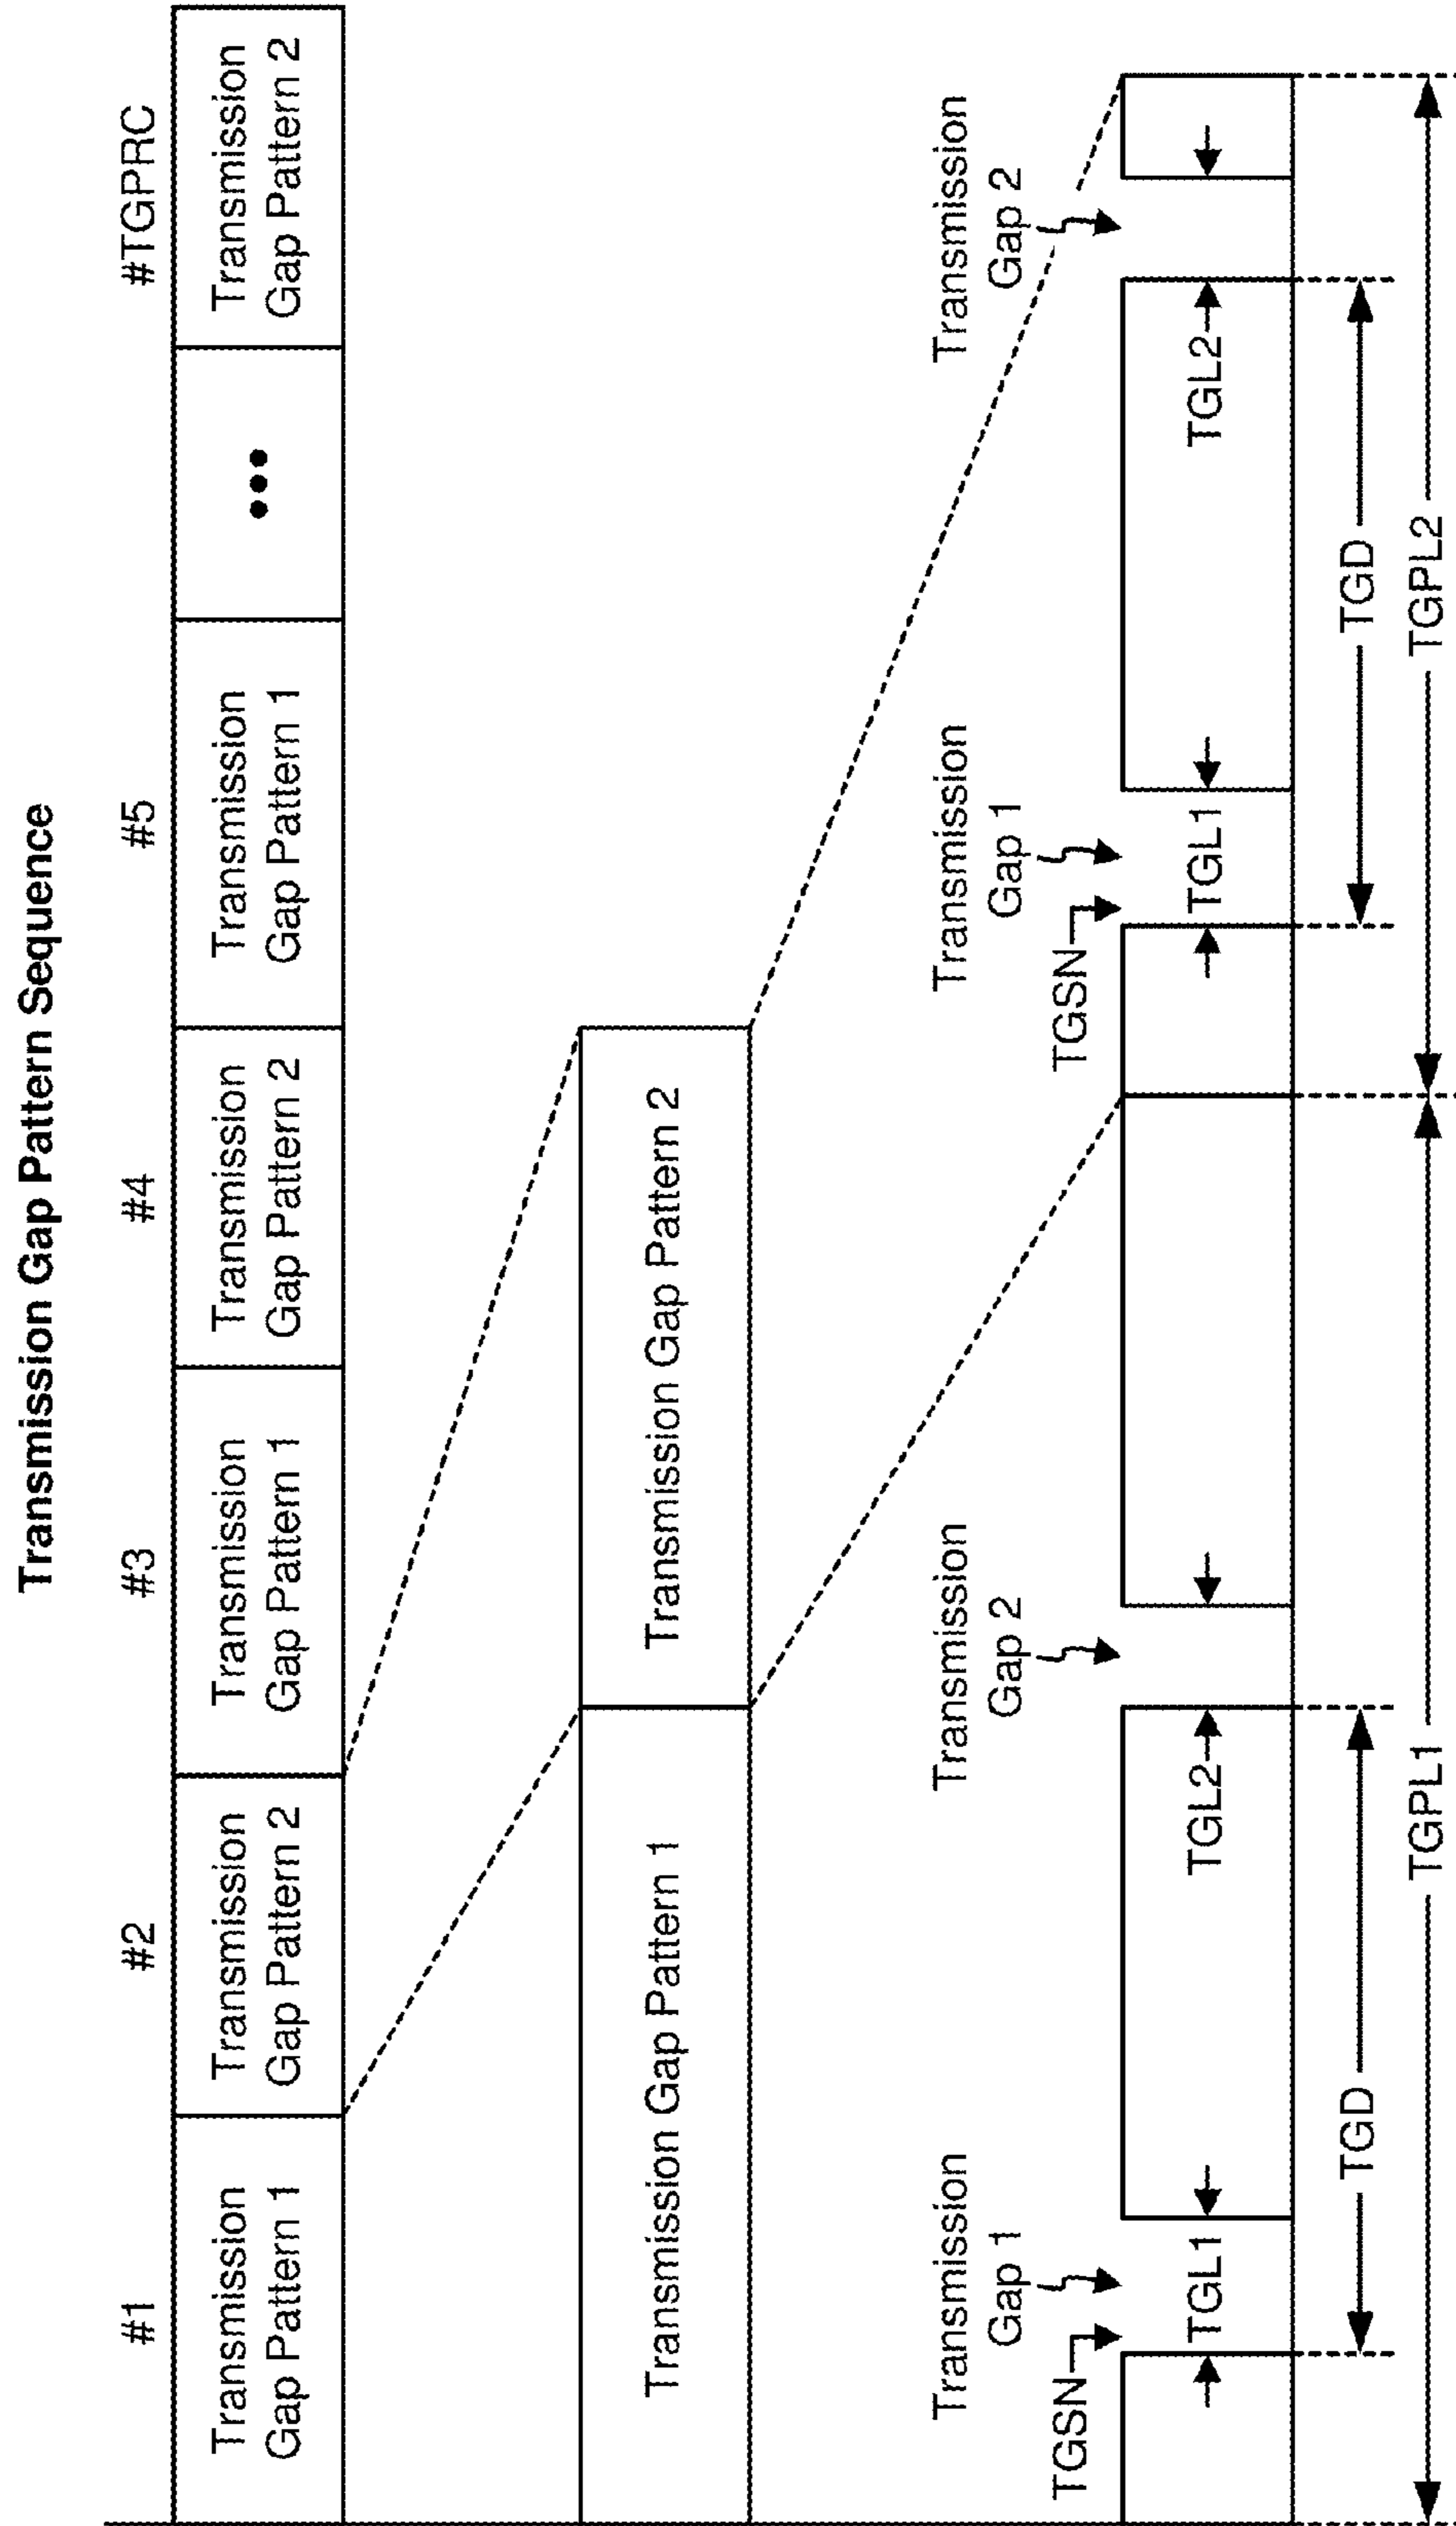 Transmission Gap Pattern Sequence
#1
#2
#3
#4
#5
#TGPRC
Transmission
Gap Pattern 1
Transmission
Gap Pattern 2
Transmission
Gap Pattern 1
Transmission
Gap Pattern 2
Transmission
Gap Pattern 1
•••
Transmission
Gap Pattern 2
Transmission Gap Pattern 1
Transmission Gap Pattern 2
Transmission
Gap 1
Transmission
Gap 2
Transmission
Gap 1
Transmission
Gap 2
TGSN
TGSN
TGL1
TGL2
TGL1
TGL2
TGD
TGD
TGPL1
TGPL2